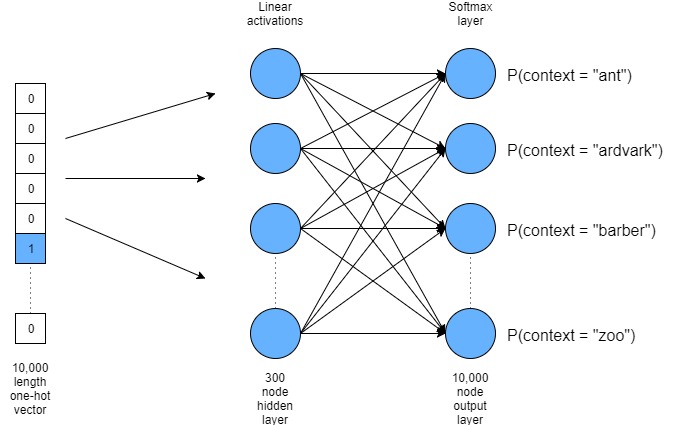 Linear
activations
Softmax
layer
0
0
0
0
0
1
0
10,000
length
one-hot
vector
P(context = "ant")
P(context = "ardvark")
P(context = "barber")
P(context = "zoo")
300
node
hidden
layer
10,000
node
output
layer